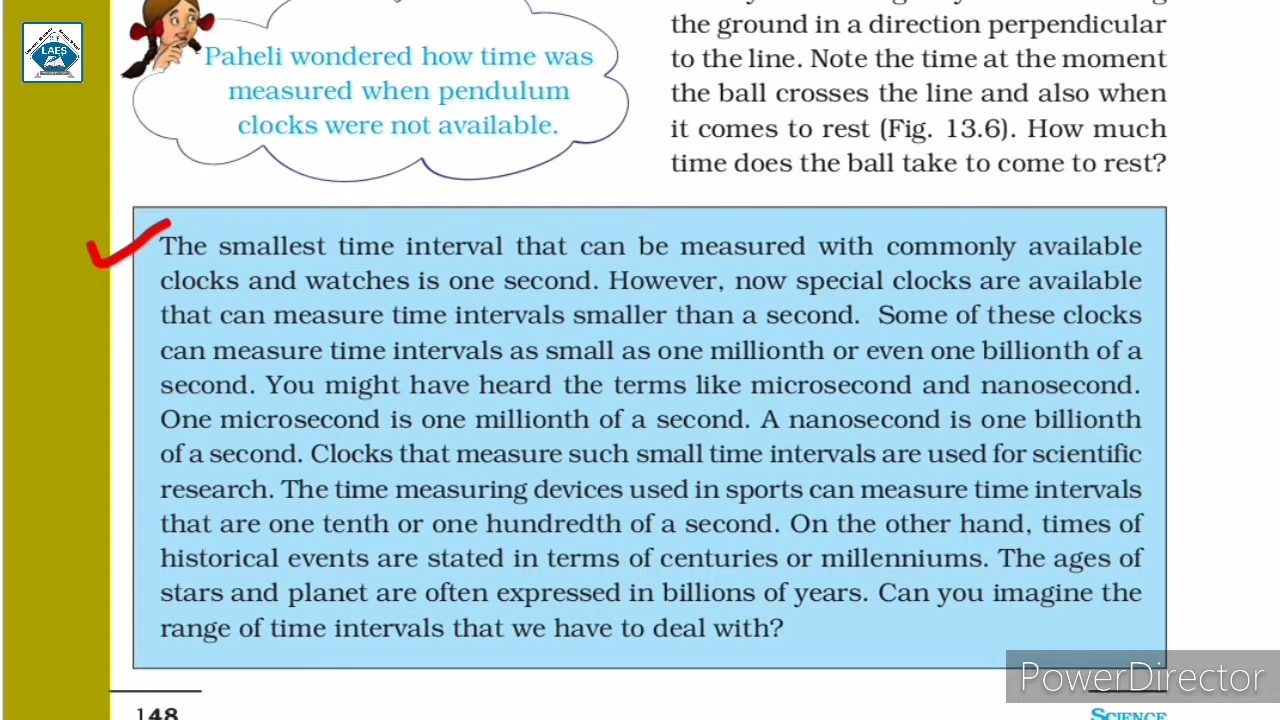 LAES
Paheli wondered how time was
measured when pendulum
clocks were not available.
the ground in a direction perpendicular
to the line. Note the time at the moment
the ball crosses the line and also when
it comes to rest (Fig. 13.6). How much
time does the ball take to come to rest?
The smallest time interval that can be measured with commonly available
clocks and watches is one second. However, now special clocks are available
that can measure time intervals smaller than a second. Some of these clocks
can measure time intervals as small as one millionth or even one billionth of a
second. You might have heard the terms like microsecond and nanosecond.
One microsecond is one millionth of a second. A nanosecond is one billionth
of a second. Clocks that measure such small time intervals are used for scientific
research. The time measuring devices used in sports can measure time intervals
that are one tenth or one hundredth of a second. On the other hand, times of
historical events are stated in terms of centuries or millenniums. The ages of
stars and planet are often expressed in billions of years. Can you imagine the
range of time intervals that we have to deal with?
PowerDirector
148
SCIENCE